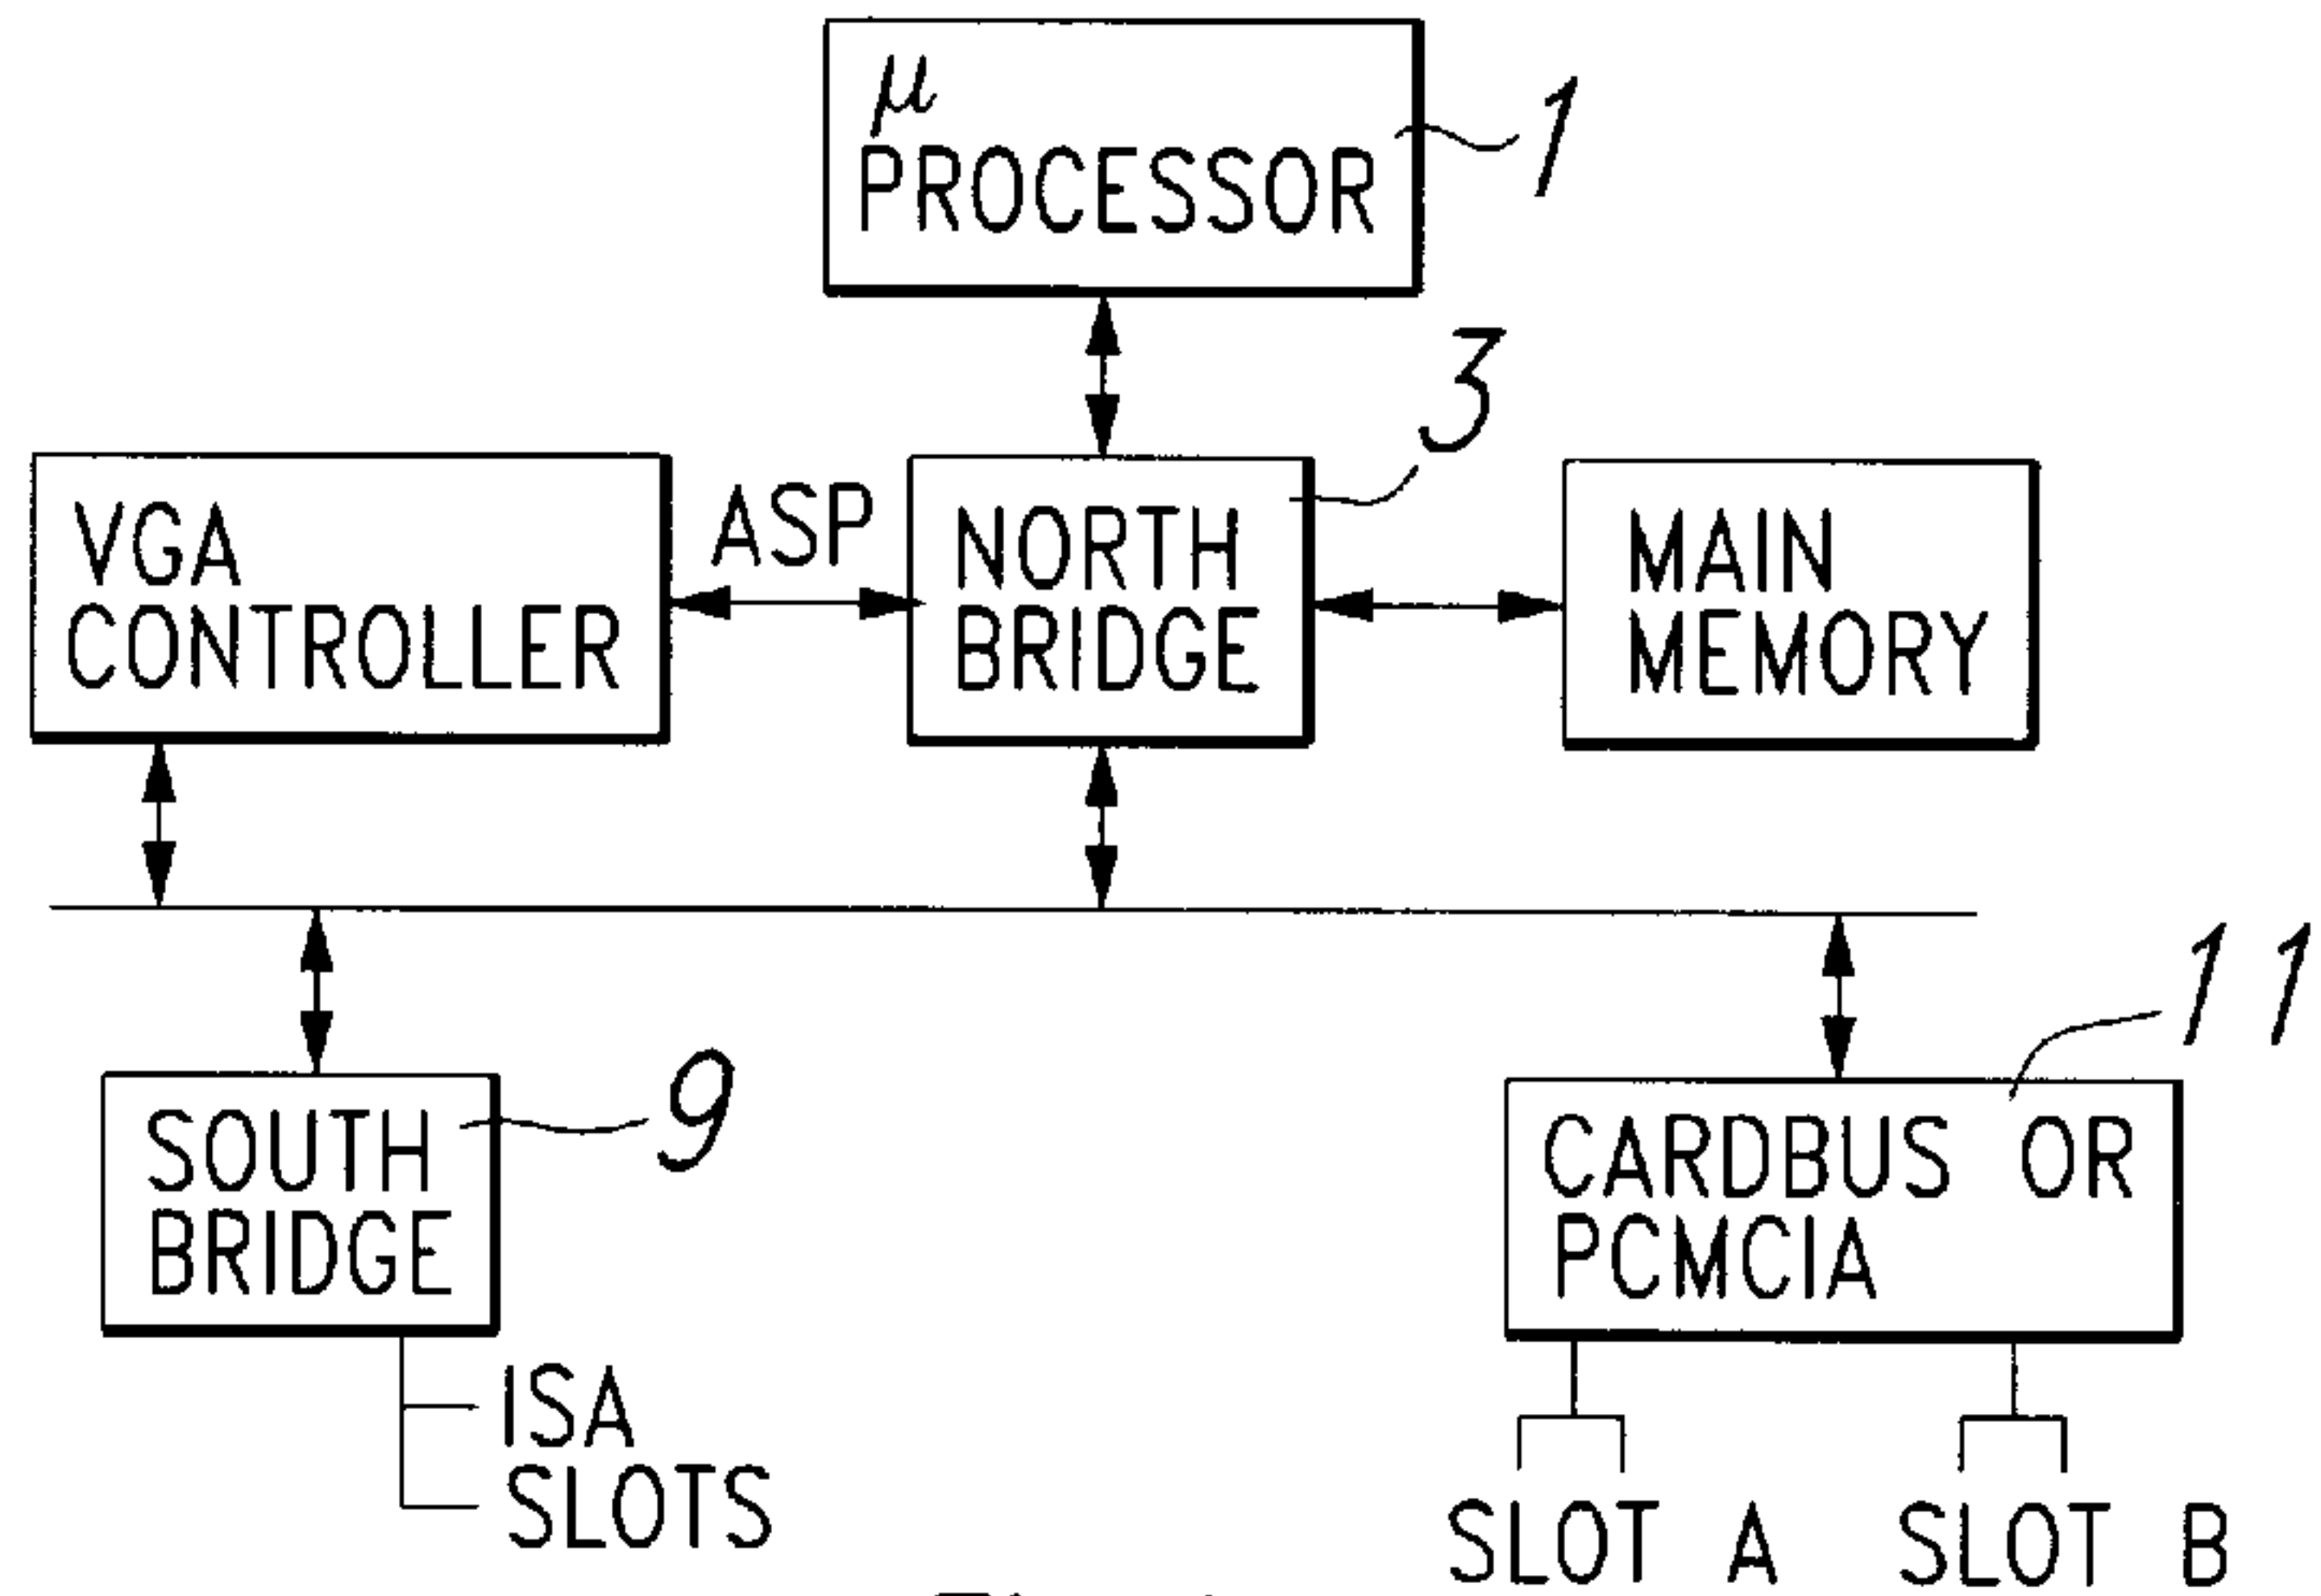 μ
PROCESSOR
1
3
VGA
CONTROLLER
ASP
NORTH
BRIDGE
MAIN
MEMORY
11
SOUTH
BRIDGE
9
CARDBUS OR
PCMCIA
ISA
SLOTS
SLOT A
SLOT B